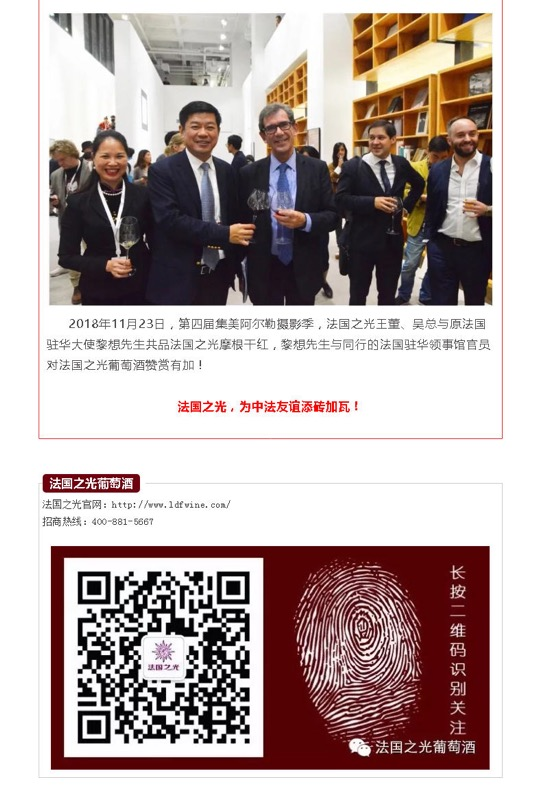 2018年11月23日，第四届集美阿尔勒摄影季，法国之光王董、吴总与原法国
驻华大使黎想先生共品法国之光摩根干红，黎想先生与同行的法国驻华领事馆官员
对法国之光葡萄酒赞赏有加！
法国之光，为中法友谊添砖加瓦！
法国之光葡萄酒
法国之光官网：http://www.ldfwine.com/
招商热线：400-881-5667
法国之光
长按二维码识别关注
法国之光葡萄酒